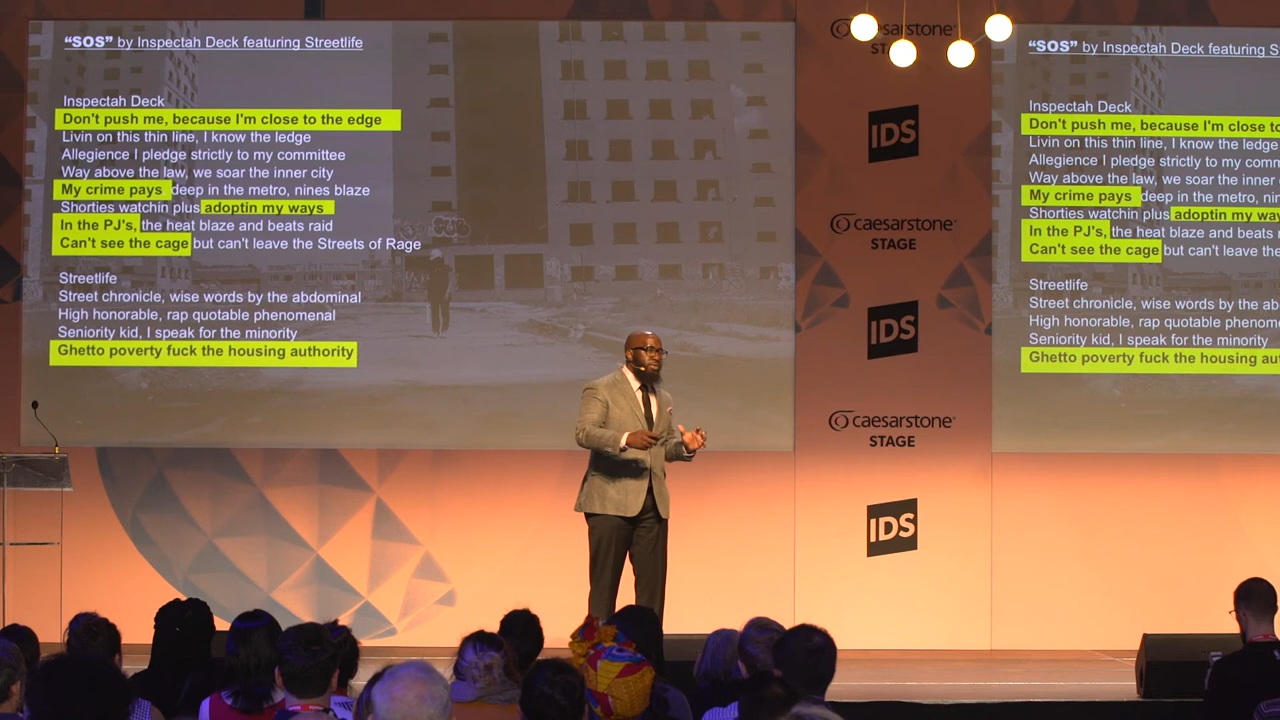 “SOS” by Inspectah Deck featuring Streetlife
Inspectah Deck
Don't push me, because I'm close to the edge
Livin on this thin line, I know the ledge
Allegience I pledge strictly to my committee
Way above the law, we soar the inner city
My crime pays deep in the metro, nines blaze
Shorties watchin plus adoptin my ways
In the PJ's, the heat blaze and beats raid
Can't see the cage but can't leave the Streets of Rage
Streetlife
Street chronicle, wise words by the abdominal
High honorable, rap quotable phenomenal
Seniority kid, I speak for the minority
Ghetto poverty fuck the housing authority
caesarstone
IDS
caesarstone
STAGE
IDS
caesarstone
STAGE
IDS
“SOS” by Inspectah Deck featuring S
Inspectah Deck
Don't push me, because I'm close to
Livin on this thin line, I know the ledge
Allegience I pledge strictly to my comm
Way above the law, we soar the inner
My crime pays deep in the metro, nin
Shorties watchin plus adoptin my way
In the PJ's, the heat blaze and beats
Can't see the cage but can't leave the
Streetlife
Street chronicle, wise words by the ab
High honorable, rap quotable phenom
Seniority kid, I speak for the minority
Ghetto poverty fuck the housing au